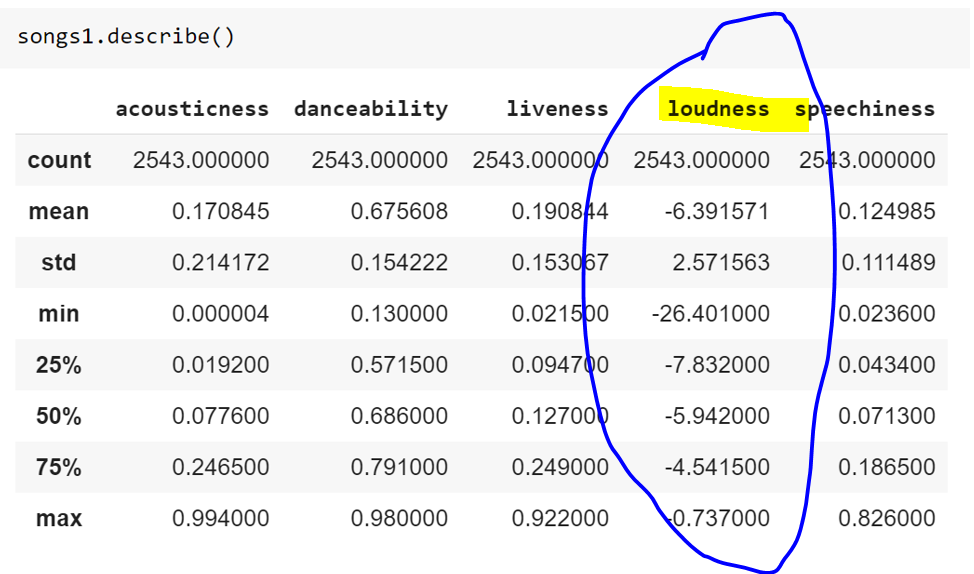 songs1.describe()
acousticness danceability liveness loudness speechiness
count 2543.000000 2543.000000 2543.000000 2543.000000 2543.000000
mean 0.170845 0.675608 0.190844 -6.391571 0.124985
std 0.214172 0.154222 0.153067 2.571563 0.111489
min 0.000004 0.130000 0.021500 -26.401000 0.023600
25% 0.019200 0.571500 0.094700 -7.832000 0.043400
50% 0.077600 0.686000 0.127000 -5.942000 0.071300
75% 0.246500 0.791000 0.249000 -4.541500 0.186500
max 0.994000 0.980000 0.922000 -0.737000 0.826000